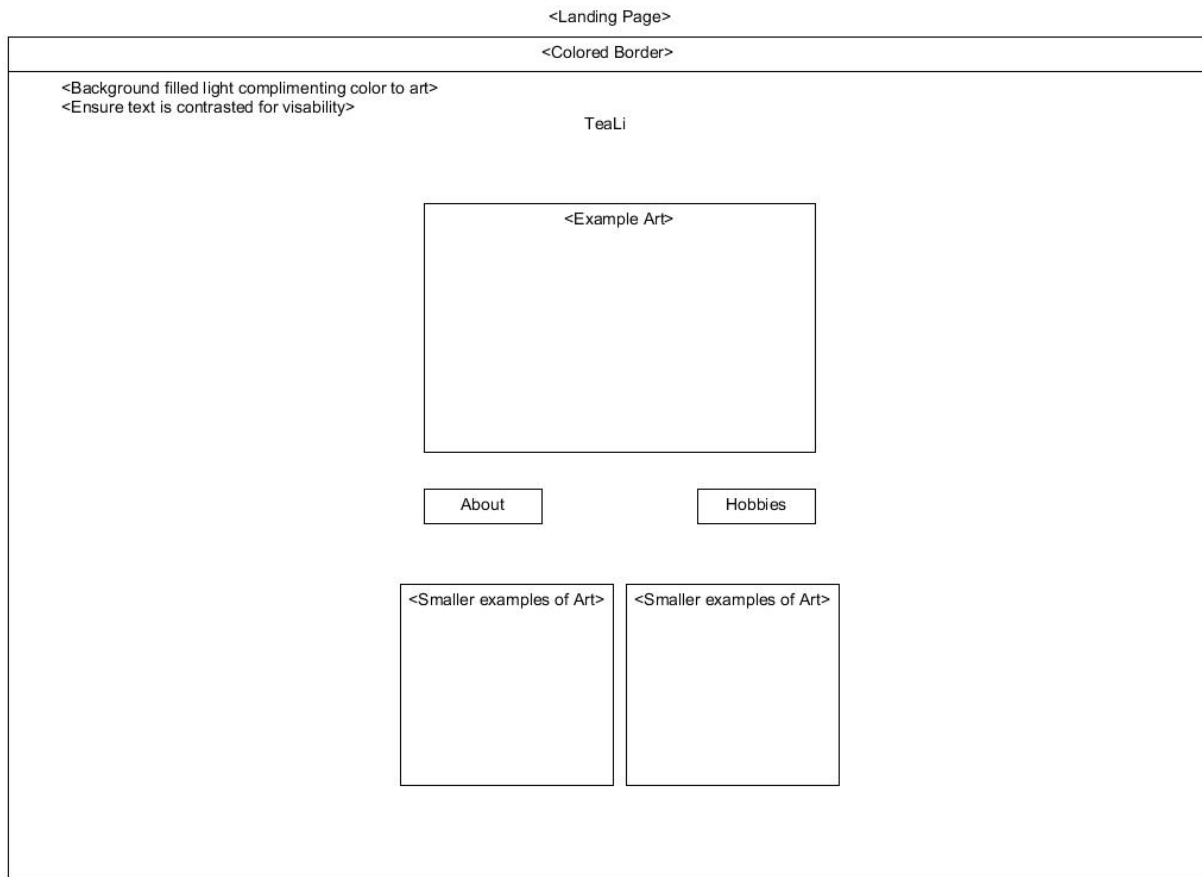 <Landing Page>
<Colored Border>
<Background filled light complimenting color to art>
<Ensure text is contrasted for visability>
TeaLi
<Example Art>
About
Hobbies
<Smaller examples of Art>
<Smaller examples of Art>